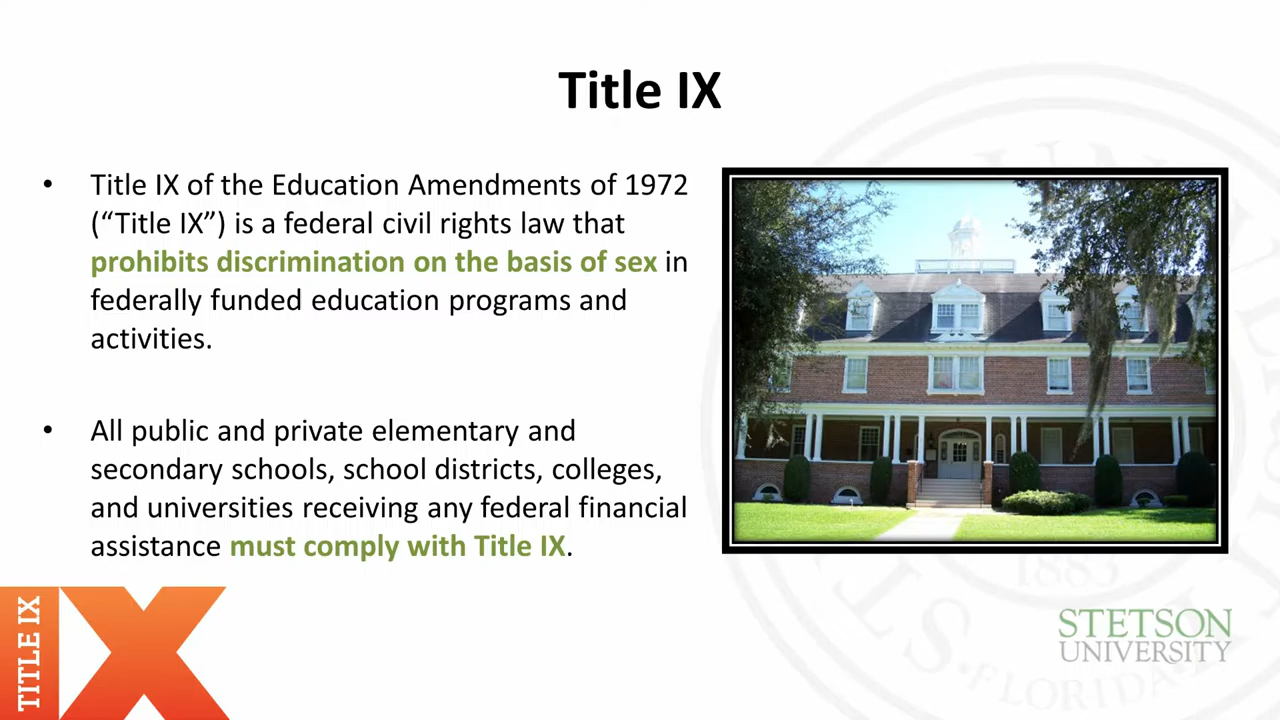 Title IX
• Title IX of the Education Amendments of 1972
(“Title IX”) is a federal civil rights law that
prohibits discrimination on the basis of sex in
federally funded education programs and
activities.
• All public and private elementary and
secondary schools, school districts, colleges,
and universities receiving any federal financial
assistance must comply with Title IX.
TITLE IX
IX
STETSON
UNIVERSITY
1883
FLORIDA